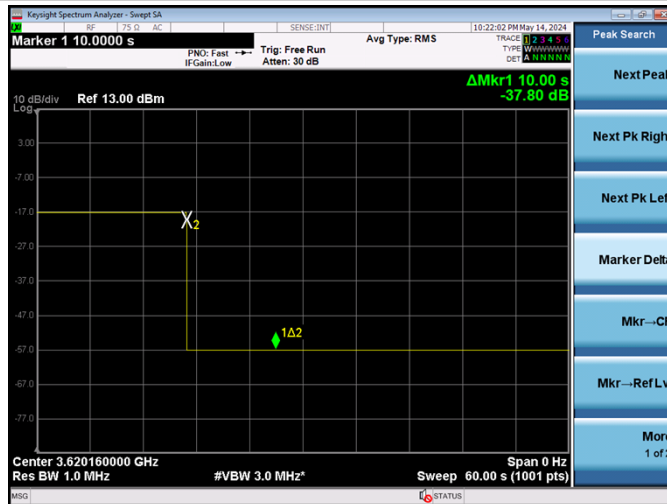 Keysight Spectrum Analyzer - Swept SA
RF 75 Ω AC SENSE:INT 10:22:02 PM May 14, 2024
Marker 1 10.0000 s
PNO: Fast
IFGain:Low
Trig: Free Run
Atten: 30 dB
Avg Type: RMS
TRACE 1 2 3 4 5 6
TYPE WWWWWW
DET A N N N N N
Peak Search
ΔMkr1 10.00 s
-37.80 dB
10 dB/div Ref 13.00 dBm
Log
3.00
-7.00
-17.0
-27.0
-37.0
-47.0
-57.0
-67.0
-77.0
X2
1Δ2
Center 3.620160000 GHz Span 0 Hz
Res BW 1.0 MHz #VBW 3.0 MHz* Sweep 60.00 s (1001 pts)
MSG STATUS
Next Peak
Next Pk Righ
Next Pk Lef
Marker Delta
Mkr→C
Mkr→Ref Lv
More
1 of 2